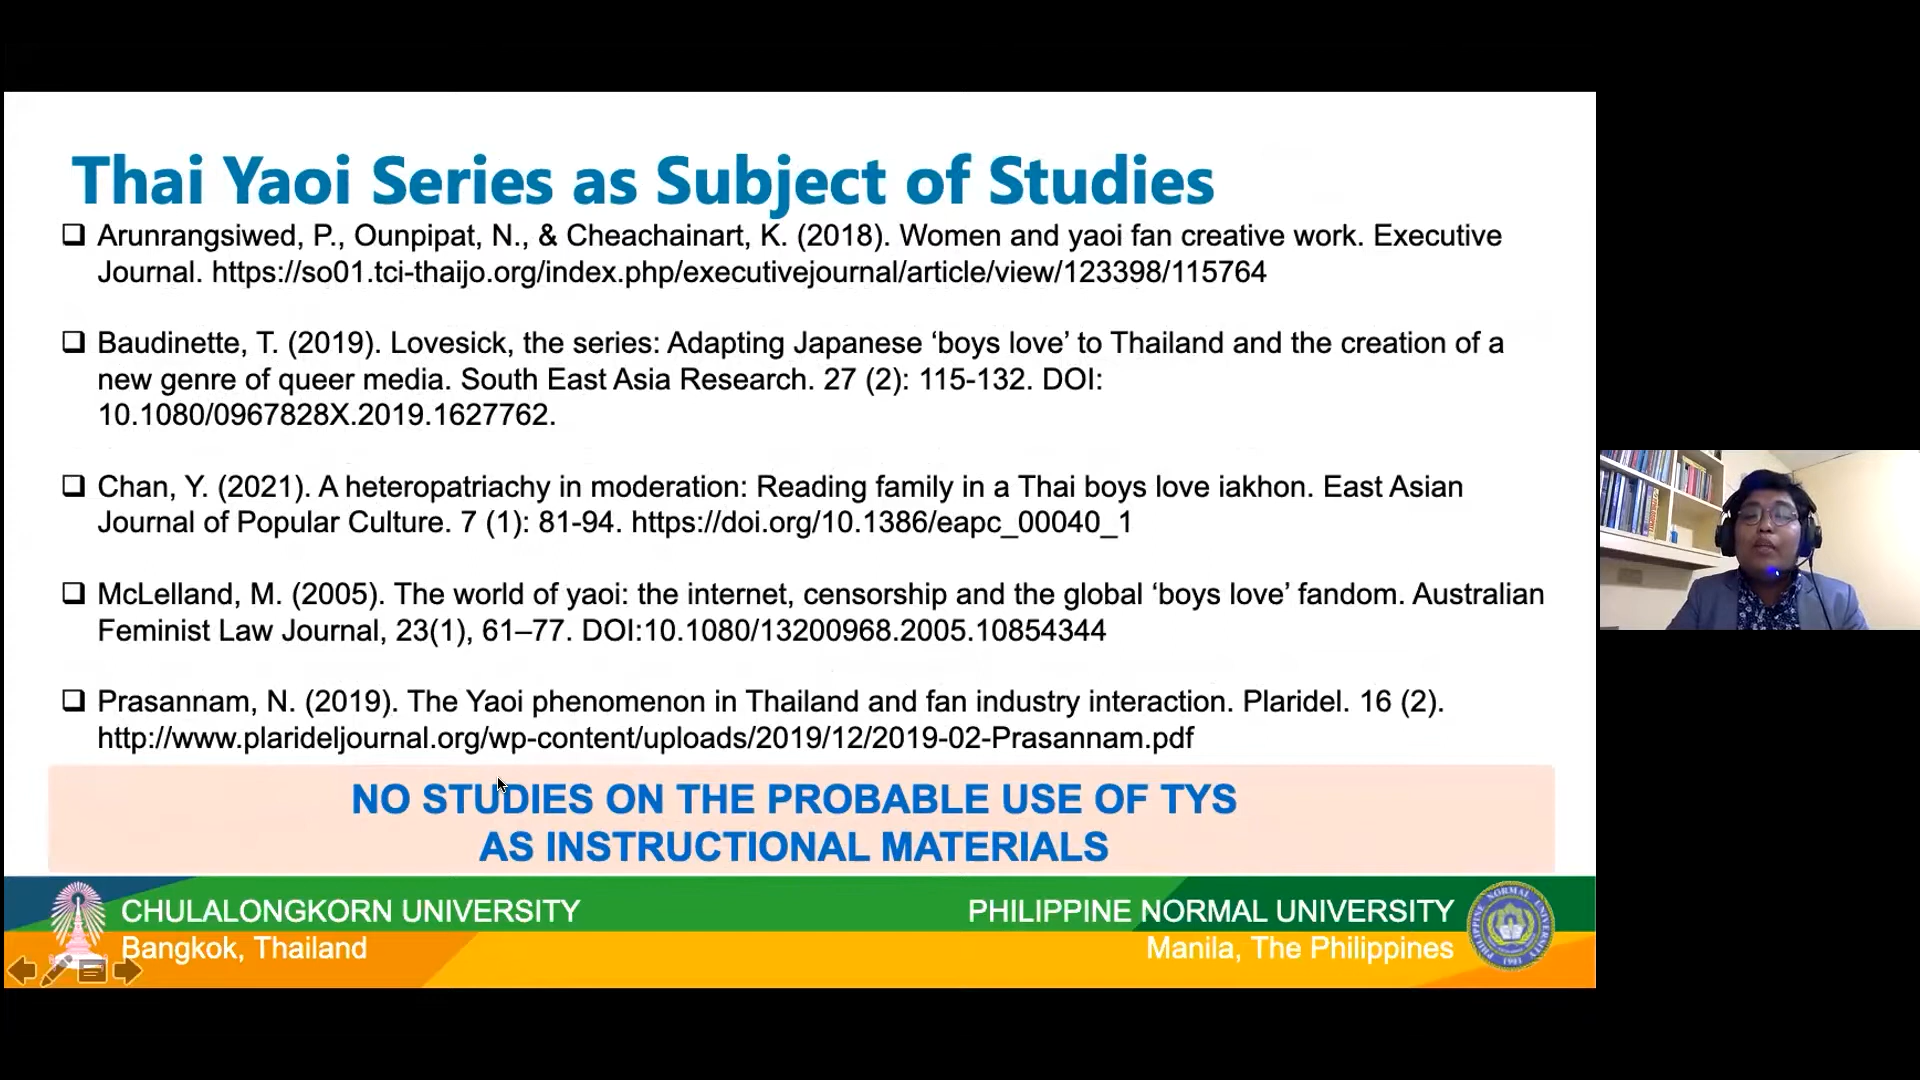 Thai Yaoi Series as Subject of Studies
Arunrangsiwed, P., Ounpipat, N., & Cheachainart, K. (2018). Women and yaoi fan creative work. Executive
Journal. https://so01.tci-thaijo.org/index.php/executivejournal/article/view/123398/115764
Baudinette, T. (2019). Lovesick, the series: Adapting Japanese ‘boys love’ to Thailand and the creation of a
new genre of queer media. South East Asia Research. 27 (2): 115-132. DOI:
10.1080/0967828X.2019.1627762.
Chan, Y. (2021). A heteropatriachy in moderation: Reading family in a Thai boys love iakhon. East Asian
Journal of Popular Culture. 7 (1): 81-94. https://doi.org/10.1386/eapc_00040_1
McLelland, M. (2005). The world of yaoi: the internet, censorship and the global ‘boys love’ fandom. Australian
Feminist Law Journal, 23(1), 61–77. DOI:10.1080/13200968.2005.10854344
Prasannam, N. (2019). The Yaoi phenomenon in Thailand and fan industry interaction. Plaridel. 16 (2).
http://www.plarideljournal.org/wp-content/uploads/2019/12/2019-02-Prasannam.pdf
NO STUDIES ON THE PROBABLE USE OF TYS
AS INSTRUCTIONAL MATERIALS
CHULALONGKORN UNIVERSITY
Bangkok, Thailand
PHILIPPINE NORMAL UNIVERSITY
Manila, The Philippines
PHILIPPINE NORMAL UNIVERSITY
1901